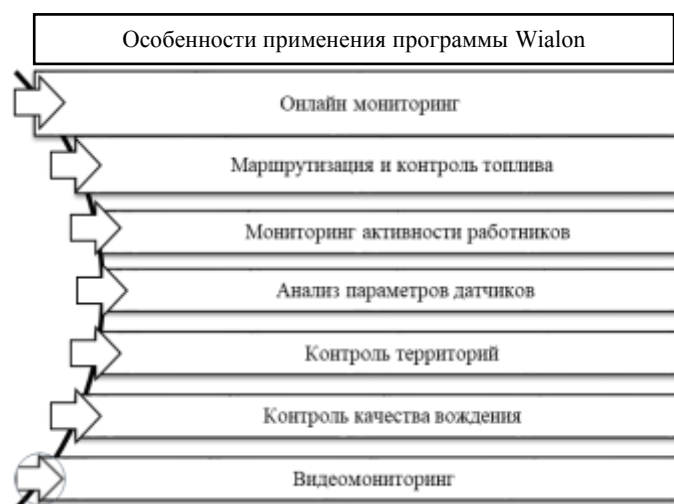 Особенности применения программы Wialon
Онлайн мониторинг
Маршрутизация и контроль топлива
Мониторинг активности работников
Анализ параметров датчиков
Контроль территорий
Контроль качества вождения
Видеомониторинг